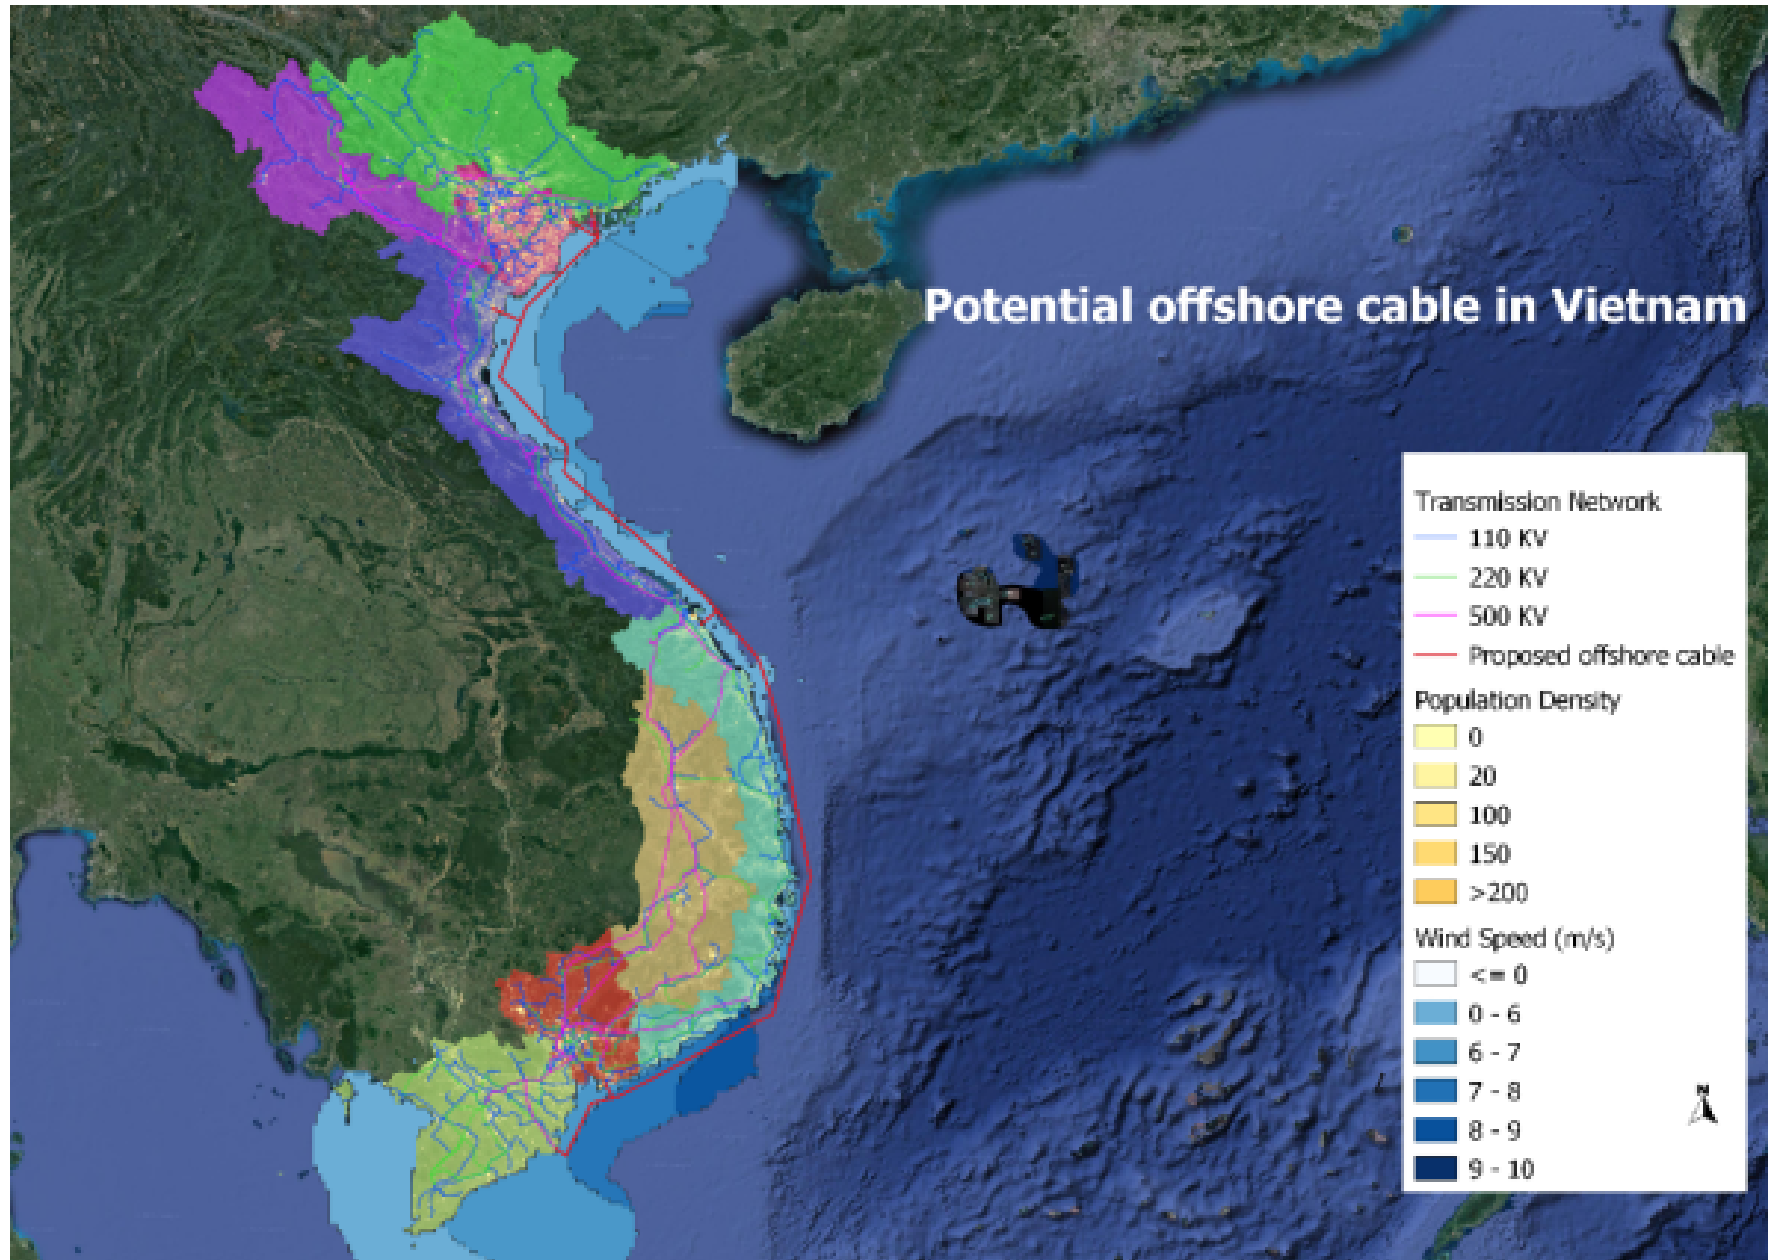 Potential offshore cable in Vietnam
Transmission Network
110 KV
220 KV
500 KV
Proposed offshore cable
Population Density
0
20
100
150
>200
Wind Speed (m/s)
<= 0
0 - 6
6 - 7
7 - 8
8 - 9
9 - 10
N